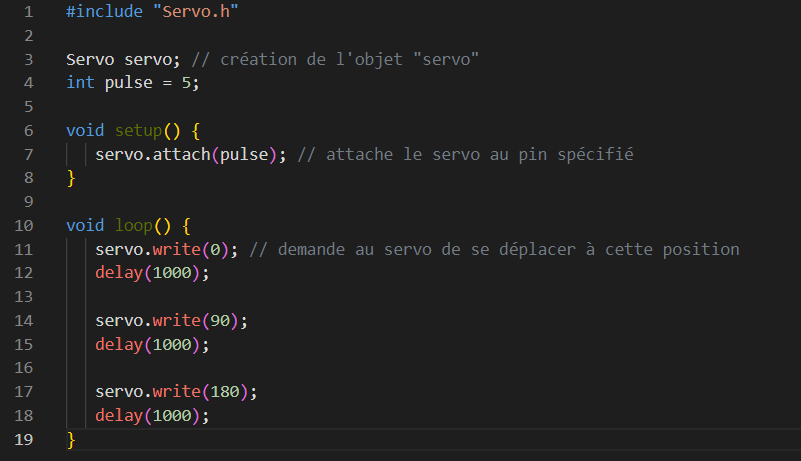 1 #include "Servo.h"
2
3 Servo servo; // création de l'objet "servo"
4 int pulse = 5;
5
6 void setup() {
7 servo.attach(pulse); // attache le servo au pin spécifié
8 }
9
10 void loop() {
11 servo.write(0); // demande au servo de se déplacer à cette position
12 delay(1000);
13
14 servo.write(90);
15 delay(1000);
16
17 servo.write(180);
18 delay(1000);
19 }